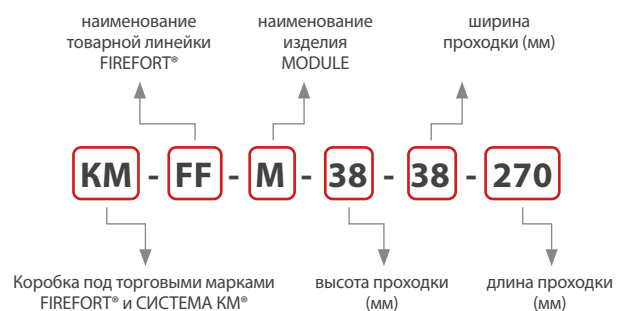 наименование
товарной линейки
FIREFORT®
наименование
изделия
MODULE
ширина
проходки (мм)
КМ - FF - M - 38 - 38 - 270
Коробка под торговыми марками
FIREFORT® и СИСТЕМА КМ®
высота проходки
(мм)
длина проходки
(мм)